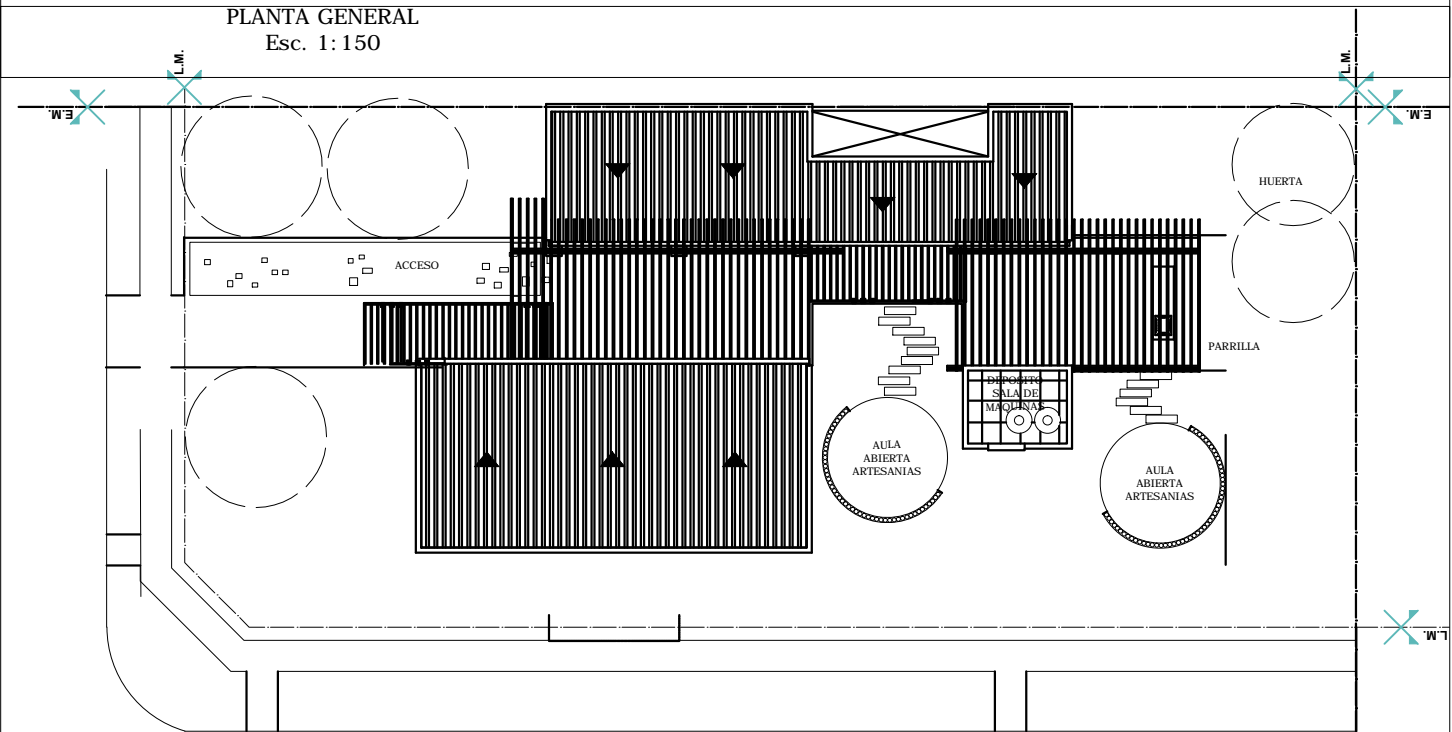 PLANTA GENERAL
Esc. 1:150
L.M.
L.M.
E.M.
E.M.
HUERTA
ACCESO
PARRILLA
DEPOSITO
SALA DE
MAQUINAS
AULA
ABIERTA
ARTESANIAS
AULA
ABIERTA
ARTESANIAS
L.M.